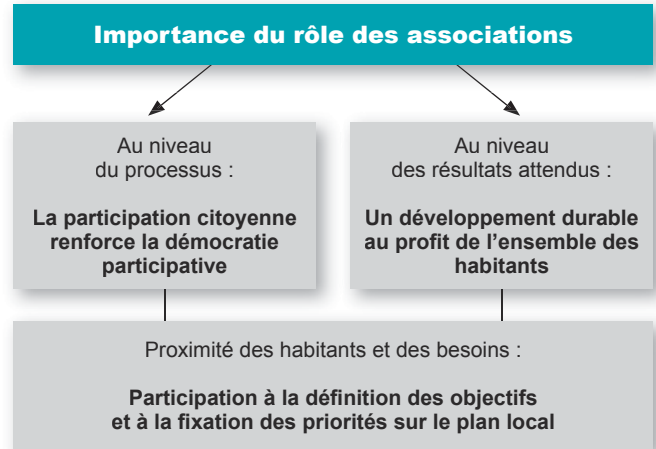 Importance du rôle des associations
Au niveau
du processus :
La participation citoyenne
renforce la démocratie
participative
Au niveau
des résultats attendus :
Un développement durable
au profit de l’ensemble des
habitants
Proximité des habitants et des besoins :
Participation à la définition des objectifs
et à la fixation des priorités sur le plan local